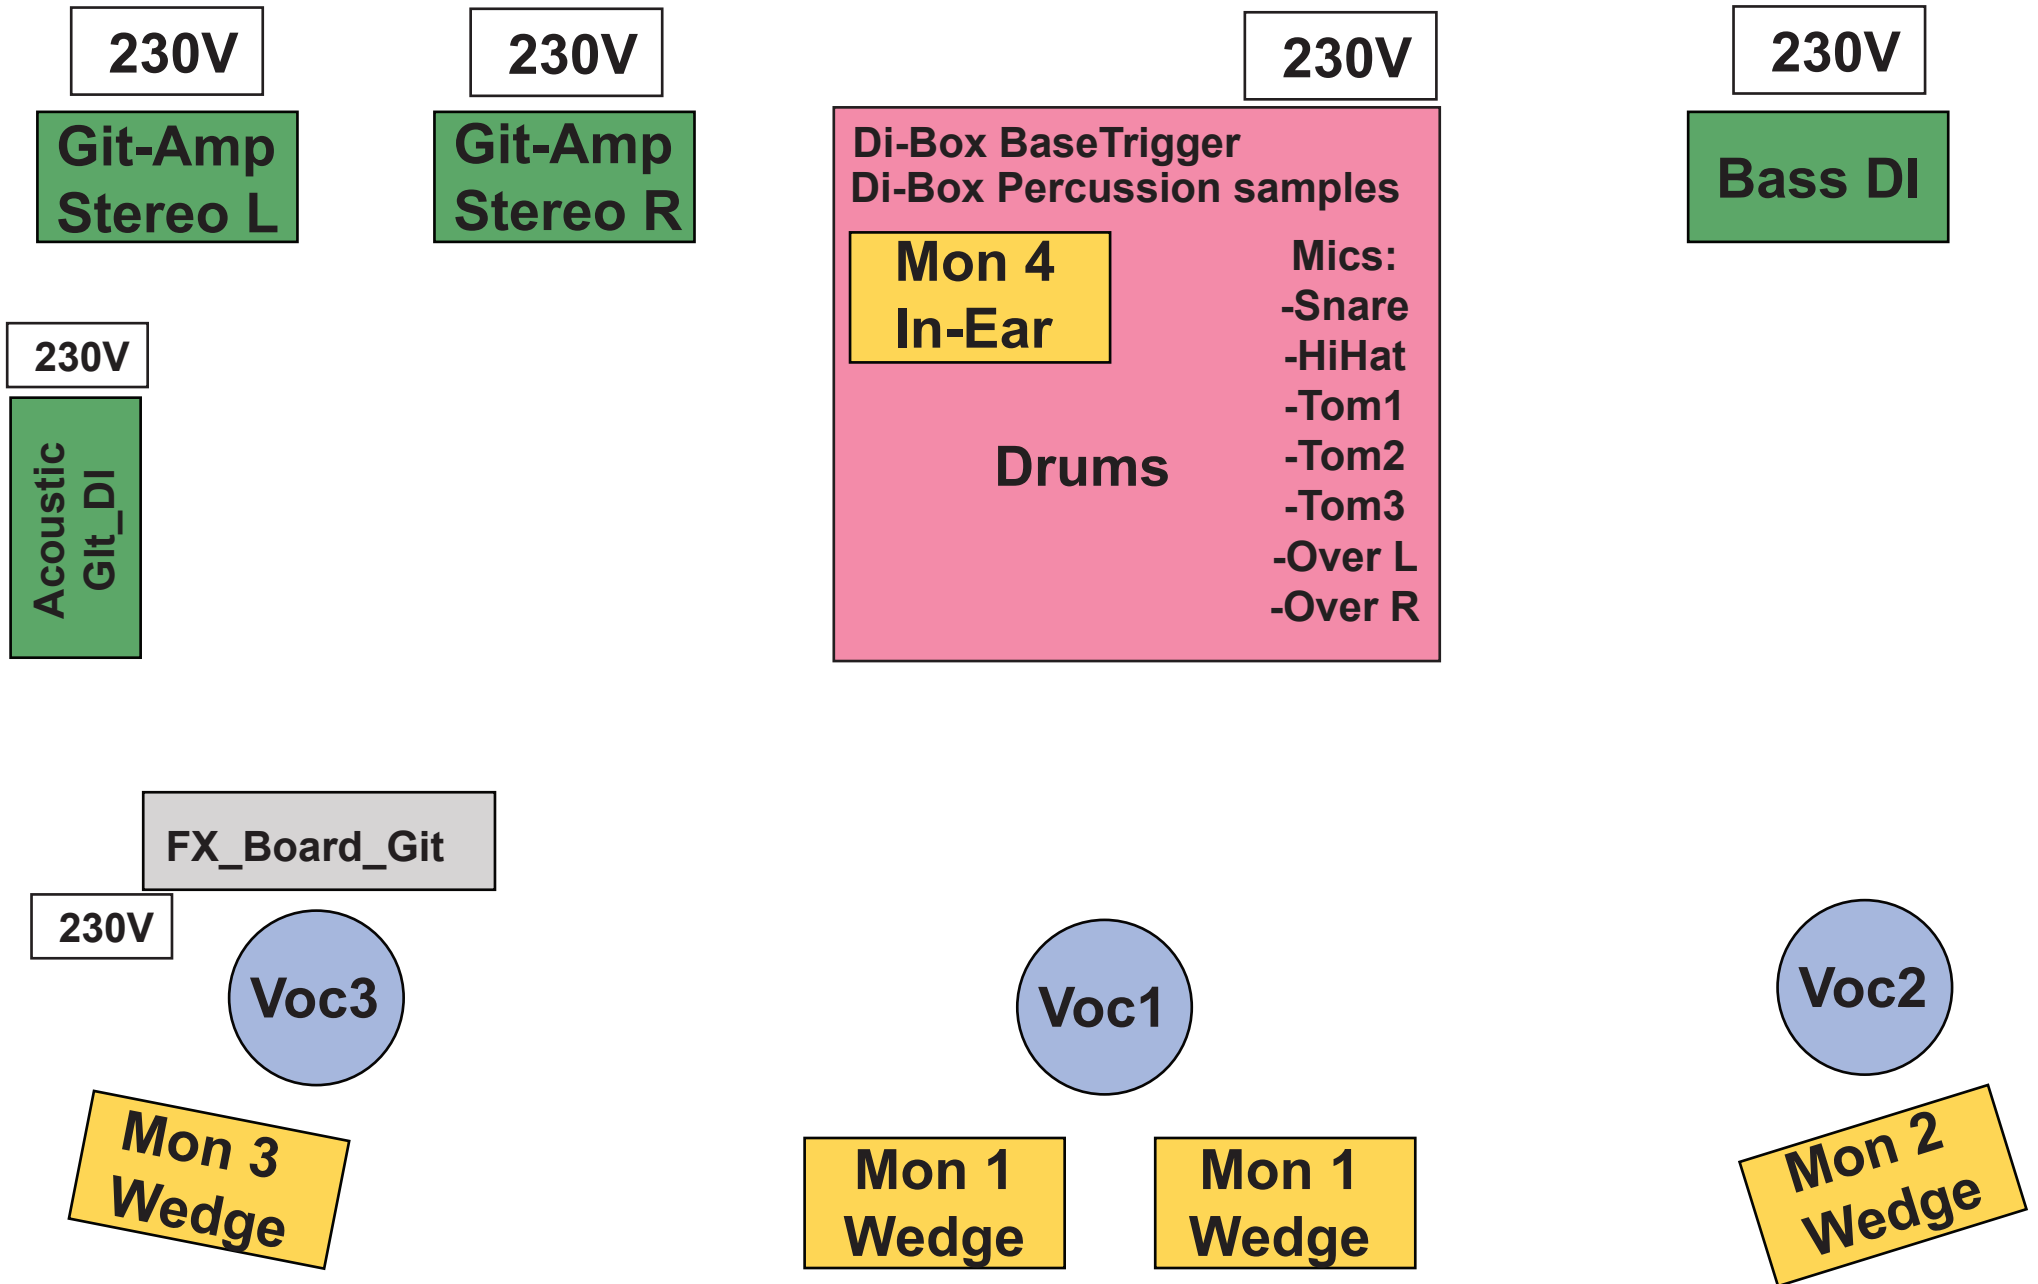 230V
230V
230V
230V
Git-Amp
Stereo L
Git-Amp
Stereo R
Di-Box BaseTrigger
Di-Box Percussion samples
Mon 4
In-Ear
Mics:
-Snare
-HiHat
-Tom1
-Tom2
-Tom3
-Over L
-Over R
Drums
Bass DI
230V
Acoustic
GIt_DI
FX_Board_Git
230V
Voc3
Voc1
Voc2
Mon 3
Wedge
Mon 1
Wedge
Mon 1
Wedge
Mon 2
Wedge